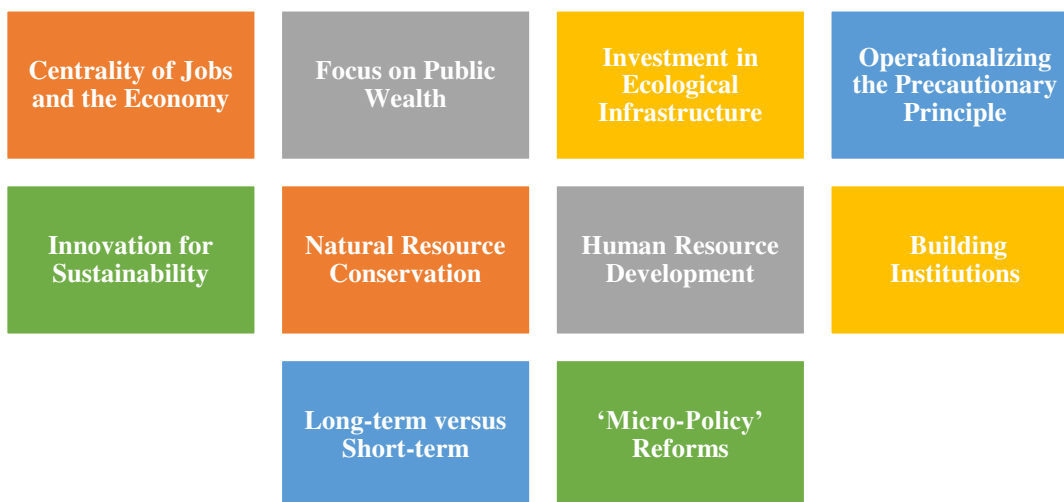 Centrality of Jobs
and the Economy
Focus on Public
Wealth
Investment in
Ecological
Infrastructure
Operationalizing
the Precautionary
Principle
Innovation for
Sustainability
Natural Resource
Conservation
Human Resource
Development
Building
Institutions
Long-term versus
Short-term
‘Micro-Policy’
Reforms